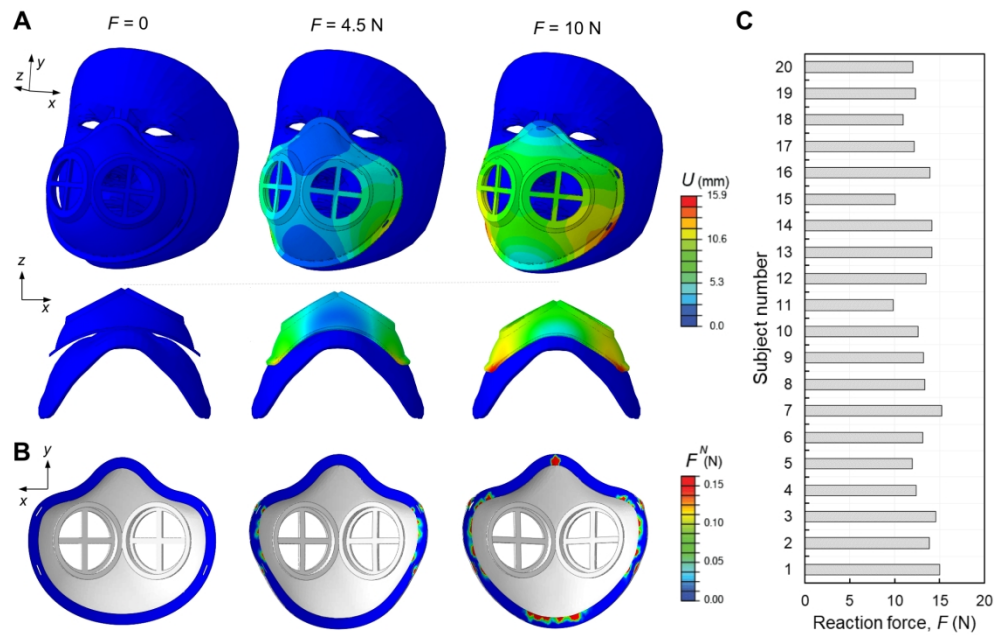 A
F = 0
F = 4.5 N
F = 10 N
y
z
x
U (mm)
15.9
10.6
5.3
0.0
z
x
B
y
x
F^N (N)
0.15
0.10
0.05
0.00
C
Subject number
20
19
18
17
16
15
14
13
12
11
10
9
8
7
6
5
4
3
2
1
0 5 10 15 20
Reaction force, F (N)